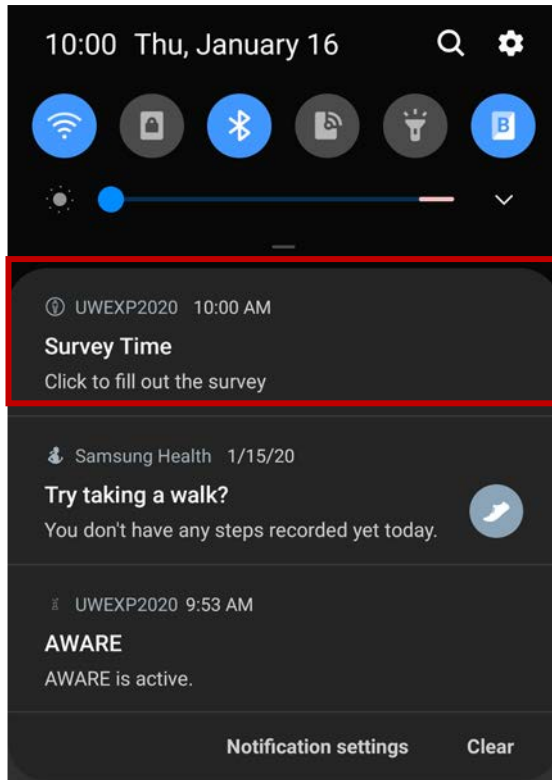 10:00 Thu, January 16
B
UWEXP2020 10:00 AM
Survey Time
Click to fill out the survey
Samsung Health 1/15/20
Try taking a walk?
You don't have any steps recorded yet today.
UWEXP2020 9:53 AM
AWARE
AWARE is active.
Notification settings Clear